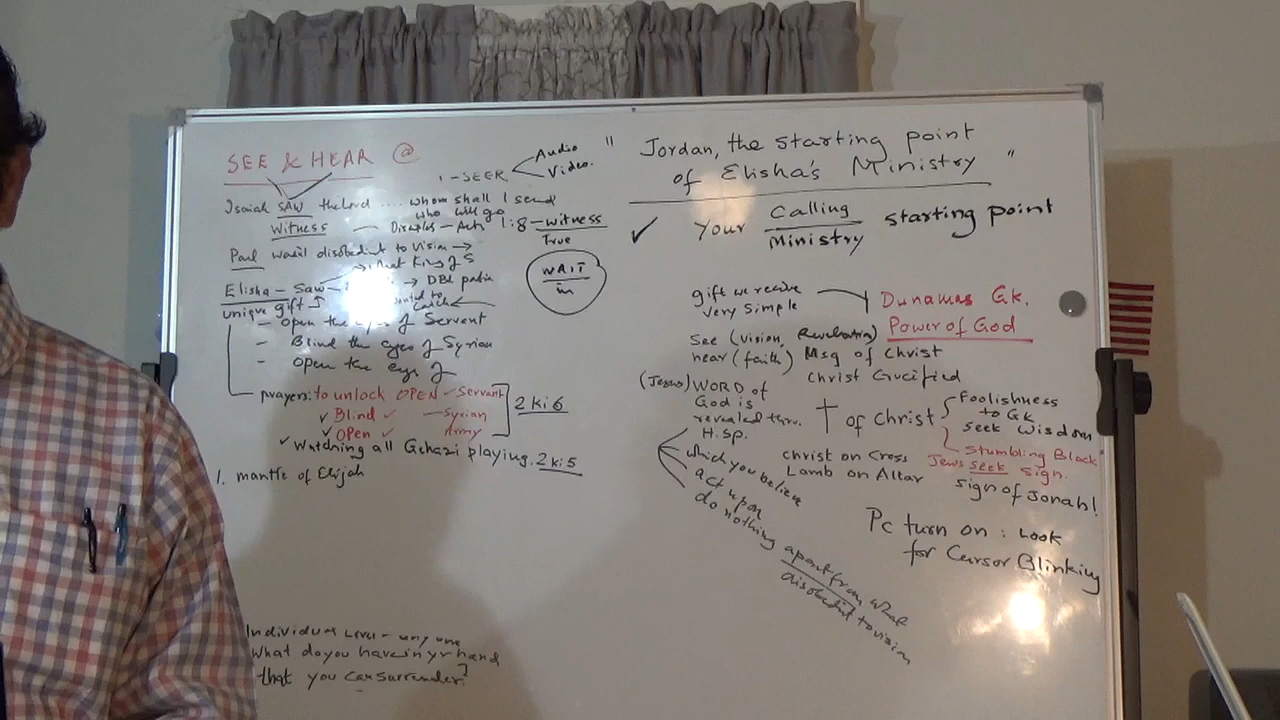 SEE & HEAR @
1 - SEEK
Audio
Video.
Isaiah SAW the Lord .... whom shall I send
who will go
Witness - Disciples - Acts 1:8 - witness
True
Paul wasn't disobedient to Vision →
WAIT
in
Elisha - Saw → DBL
unique gift
- Open the eyes of Servant
- Blind the eyes of Syrian
- Open the eyes of
prayers: to unlock OPEN ✓ Servant
✓ Blind ✓ - Syrian
✓ OPen ✓ Army
2 ki 6
✓ Watching all Gehazi playing. 2 ki 5
1. mantle of Elijah
Individual Level - any one
What do you have in yr hand
that you can surrender?
" Jordan, the starting point
of Elisha's Ministry "
✓ Your Calling starting point
Ministry
gift we receive
very simple
Dunamas Gk.
Power of God
See (vision, Revelation)
hear (faith) Msg of Christ
Christ Crucified
(Jesus) WORD of
God is
revealed thru.
H. Sp.
† of Christ
Foolishness
to Gk
seek wisdom
Stumbling Block
Jews seek sign.
sign of Jonah!
Christ on Cross
Lamb on Altar
which you believe
act upon
do nothing apart from what
disobedient to vision
Pc turn on : Look
for Cursor Blinking